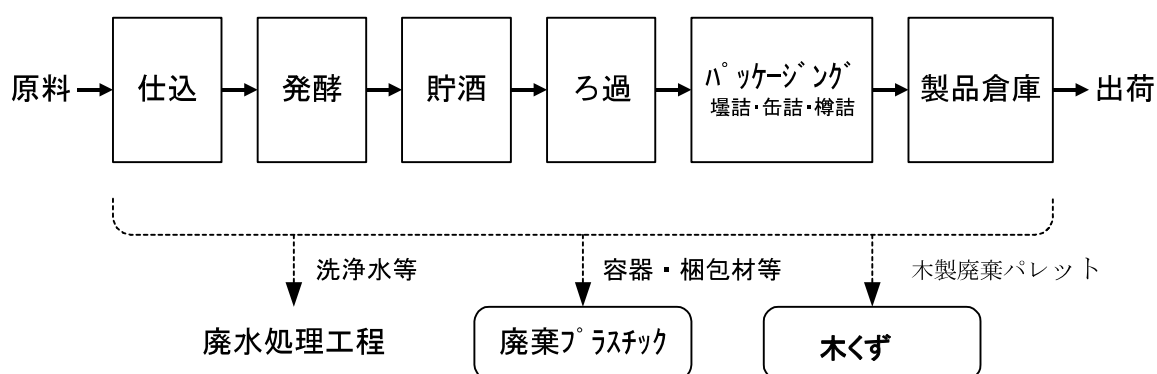 原料
仕込
発酵
貯酒
ろ過
ﾊﾟｯｹｰｼﾞﾝｸﾞ
壜詰・缶詰・樽詰
製品倉庫
出荷
洗浄水等
容器・梱包材等
木製廃棄パレット
廃水処理工程
廃棄ﾌﾟﾗｽﾁｯｸ
木くず